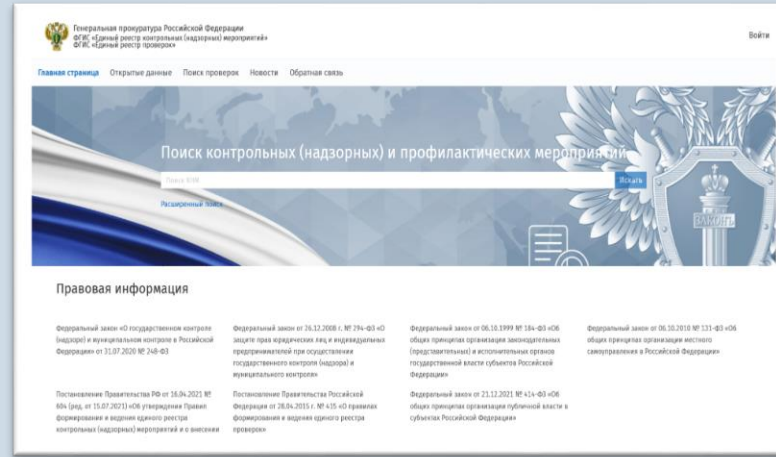 Генеральная прокуратура Российской Федерации
ФГИС «Единый реестр контрольных (надзорных) мероприятий»
ФГИС «Единый реестр проверок»
Войти
Главная страница Открытые данные Поиск проверок Новости Обратная связь
Поиск контрольных (надзорных) и профилактических мероприятий
Поиск КНМ
Искать
Расширенный поиск
ЗАКОНЪ
Правовая информация
Федеральный закон «О государственном контроле
(надзоре) и муниципальном контроле в Российской
Федерации» от 31.07.2020 № 248-ФЗ
Федеральный закон от 26.12.2008 г. № 294-ФЗ «О
защите прав юридических лиц и индивидуальных
предпринимателей при осуществлении
государственного контроля (надзора) и
муниципального контроля»
Федеральный закон от 06.10.1999 № 184-ФЗ «Об
общих принципах организации законодательных
(представительных) и исполнительных органов
государственной власти субъектов Российской
Федерации»
Федеральный закон от 06.10.2010 № 131-ФЗ «Об
общих принципах организации местного
самоуправления в Российской Федерации»
Постановление Правительства РФ от 16.04.2021 №
604 (ред. от 15.07.2021) «Об утверждении Правил
формирования и ведения единого реестра
контрольных (надзорных) мероприятий и о внесении
Постановление Правительства Российской
Федерации от 28.04.2015 г. № 415 «О правилах
формирования и ведения единого реестра
проверок»
Федеральный закон от 21.12.2021 № 414-ФЗ «Об
общих принципах организации публичной власти в
субъектах Российской Федерации»